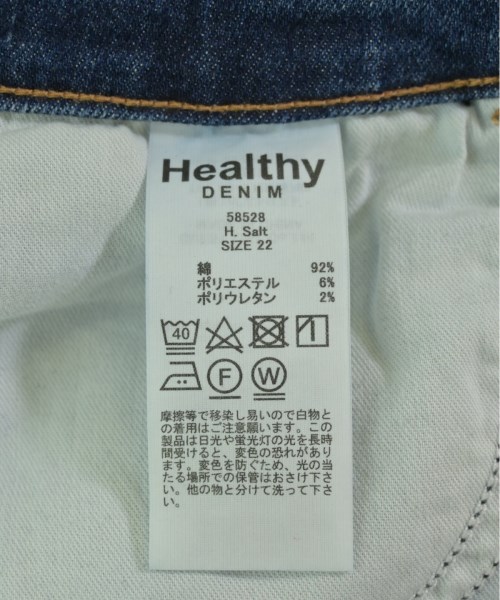 Healthy
DENIM
58528
H. Salt
SIZE 22
綿 92%
ポリエステル 6%
ポリウレタン 2%
40
F W
摩擦等で移染し易いので白物と
の着用はご注意願います。この
製品は日光や蛍光灯の光を長時
間受けると、変色の恐れがあり
ます。変色を防ぐため、光の当
たる場所での保管はおさけ下さ
い。他の物と分けて洗って下さ
い。